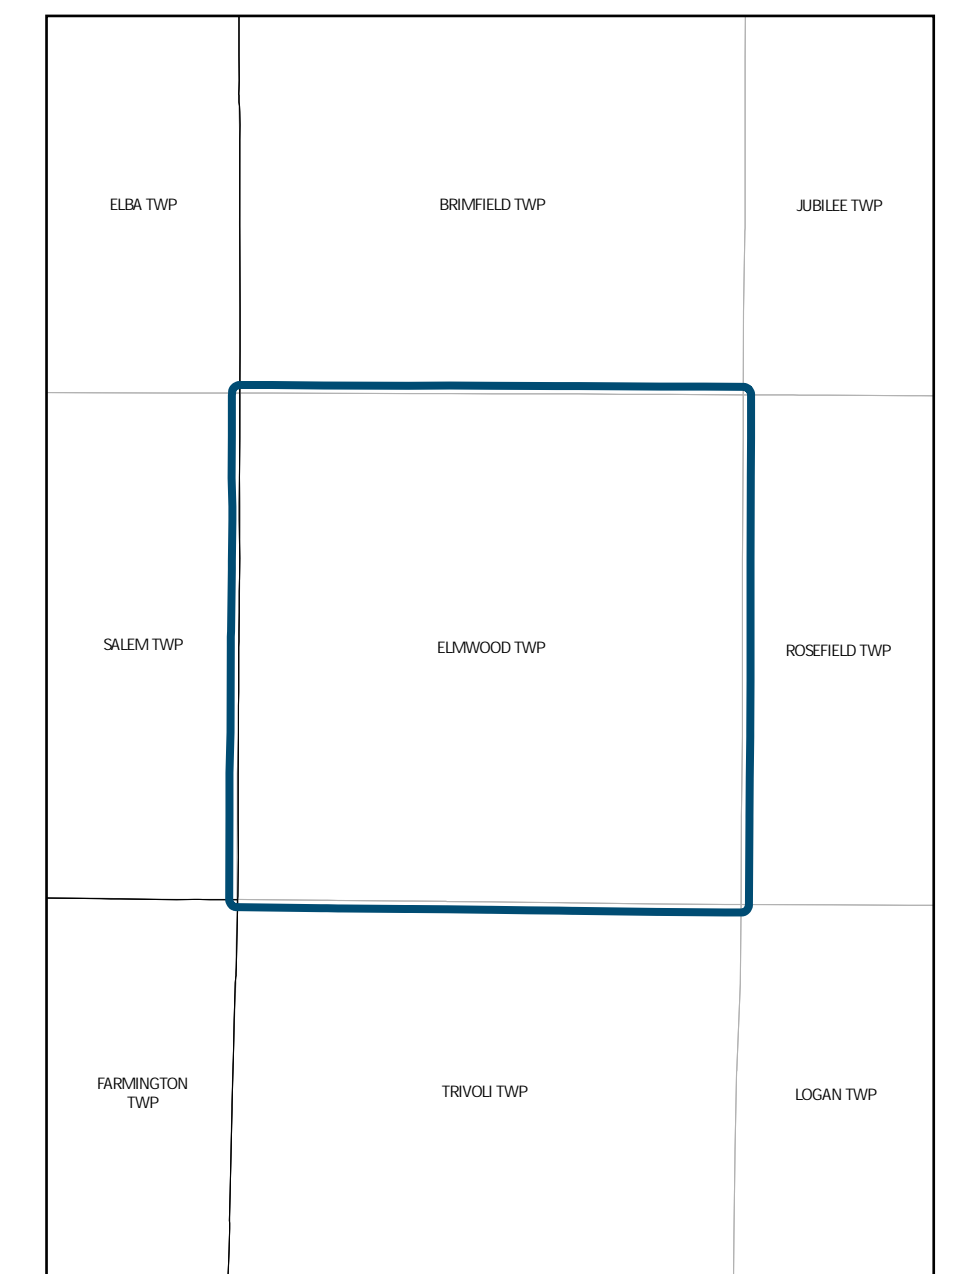 ELBA TWP
BRIMFIELD TWP
JUBILEE TWP
SALEM TWP
ELMWOOD TWP
ROSEFIELD TWP
FARMINGTON
TWP
TRIVOLI TWP
LOGAN TWP